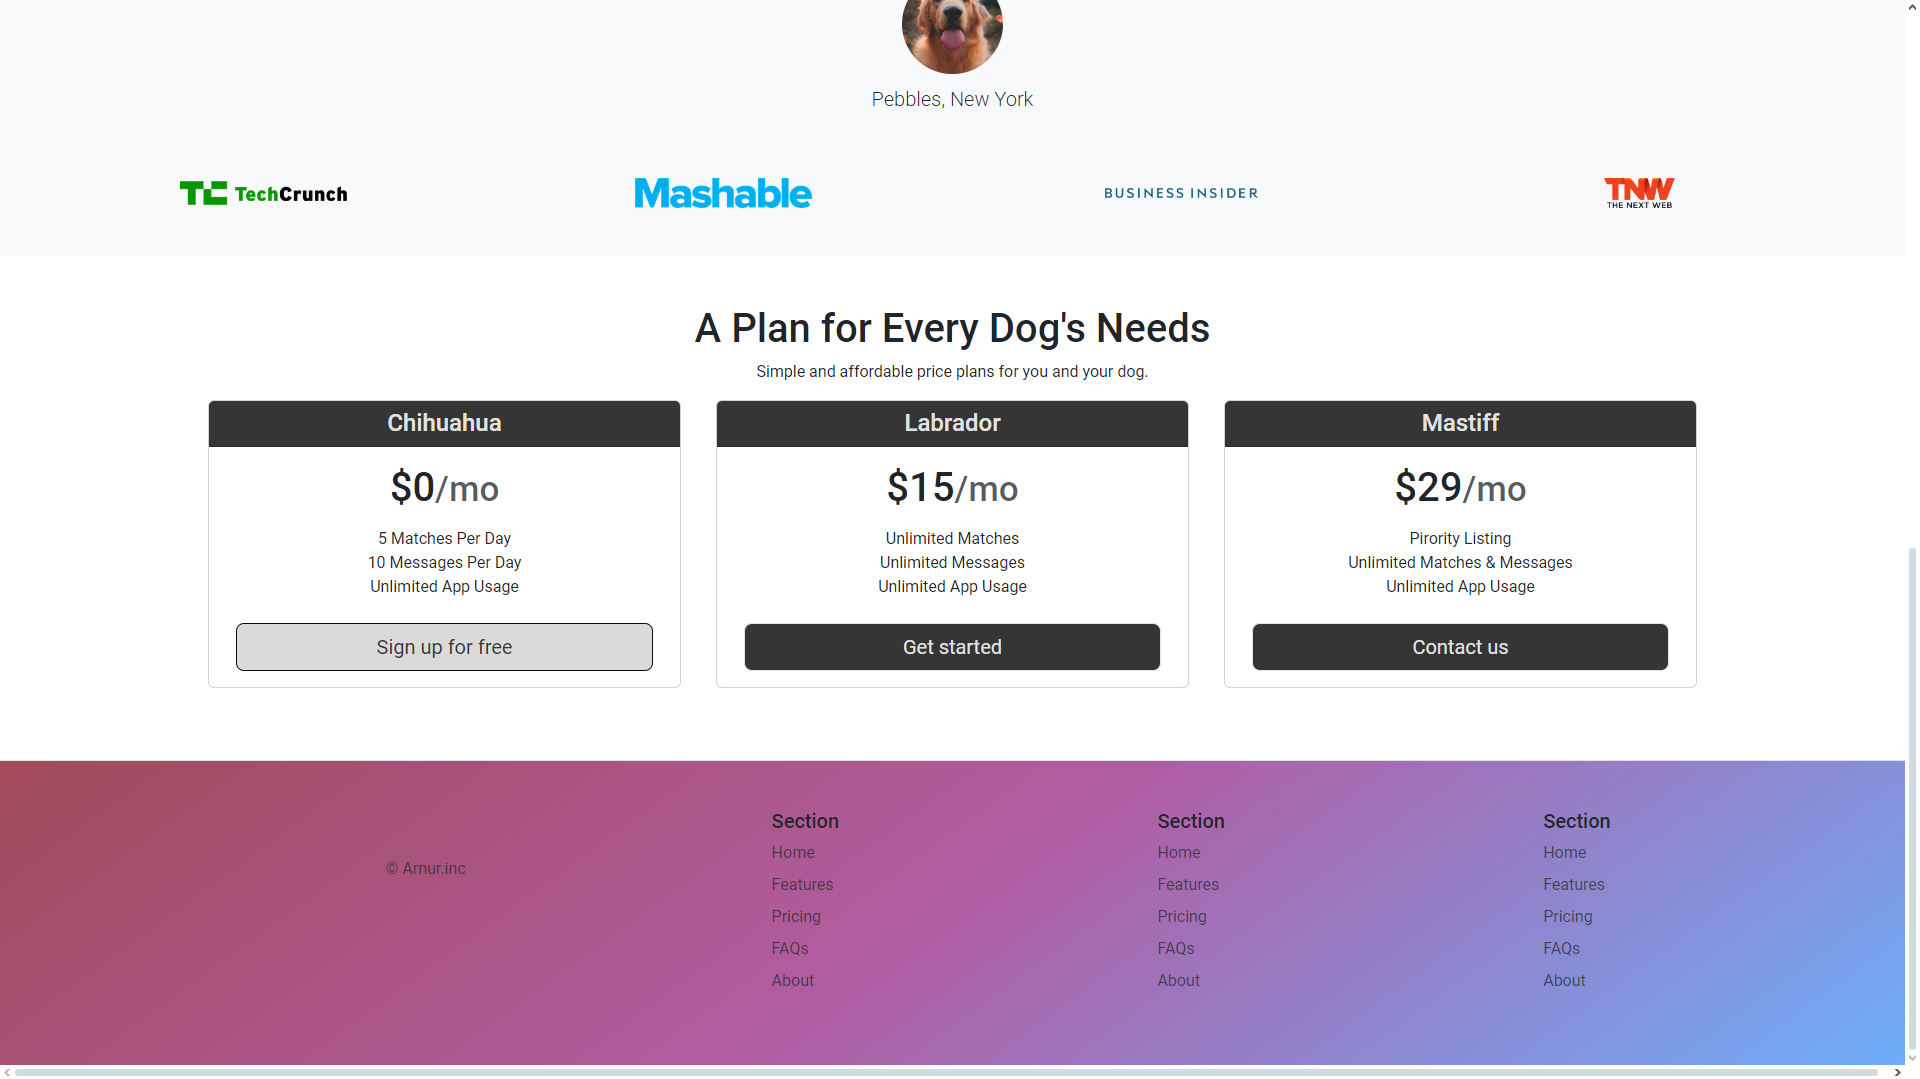 Pebbles, New York
TC TechCrunch
Mashable
BUSINESS INSIDER
TNW
THE NEXT WEB
A Plan for Every Dog's Needs
Simple and affordable price plans for you and your dog.
Chihuahua
$0/mo
5 Matches Per Day
10 Messages Per Day
Unlimited App Usage
Sign up for free
Labrador
$15/mo
Unlimited Matches
Unlimited Messages
Unlimited App Usage
Get started
Mastiff
$29/mo
Pirority Listing
Unlimited Matches & Messages
Unlimited App Usage
Contact us
© Arnur.inc
Section
Home
Features
Pricing
FAQs
About
Section
Home
Features
Pricing
FAQs
About
Section
Home
Features
Pricing
FAQs
About